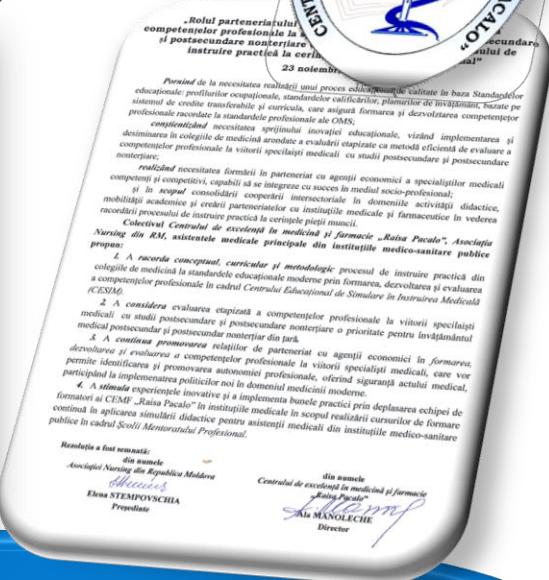 CEN PACALO"
„Rolul parteneriatului
competențelor profesionale la s secundare
și postsecundare nonterțiare ului de
instruire practică la cerin al"
23 noiemb
Pornind de la necesitatea realizării unui proces educațional de calitate în baza Standardelor
educaționale: profilurilor ocupaționale, standardelor calificărilor, planurilor de învățământ, bazate pe
sistemul de credite transferabile și curricula, care asigură formarea și dezvoltarea competențelor
profesionale racordate la standardele profesionale ale OMS;
conștientizând necesitatea sprijinului inovației educaționale, vizând implementarea și
desiminarea în colegiile de medicină arondate a evaluării etapizate ca metodă eficientă de evaluare a
competențelor profesionale la viitorii specialiști medicali cu studii postsecundare și postsecundare
nonterțiare;
realizând necesitatea formării în parteneriat cu agenții economici a specialiștilor medicali
competenți și competitivi, capabili să se integreze cu succes în mediul socio-profesional;
și în scopul consolidării cooperării intersectoriale în domeniile activității didactice,
mobilității academice și creării parteneriatelor cu instituțiile medicale și farmaceutice în vederea
racordării procesului de instruire practică la cerințele pieții muncii.
Colectivul Centrului de excelență în medicină și farmacie „Raisa Pacalo", Asociația
Nursing din RM, asistentele medicale principale din instituțiile medico-sanitare publice
propun:
1. A racorda conceptual, curricular și metodologic procesul de instruire practică din
colegiile de medicină la standardele educaționale moderne prin formarea, dezvoltarea și evaluarea
a competențelor profesionale în cadrul Centrului Educațional de Simulare în Instruirea Medicală
(CESIM).
2. A considera evaluarea etapizată a competențelor profesionale la viitorii specialiști
medicali cu studii postsecundare și postsecundare nonterțiare o prioritate pentru învățământul
medical postsecundar și postsecundar nonterțiar din țară.
3. A continua promovarea relațiilor de parteneriat cu agenții economici în formarea,
dezvoltarea și evaluarea a competențelor profesionale la viitorii specialiști medicali, care vor
permite identificarea și promovarea autonomiei profesionale, oferind siguranța actului medical,
participând la implemenatrea politicilor noi în domeniul medicinii moderne.
4. A stimula experiențele inovative și a implementa bunele practici prin deplasarea echipei de
formatori ai CEMF „Raisa Pacalo" în instituțiile medicale în scopul realizării cursurilor de formare
continuă în aplicarea simulării didactice pentru asistenții medicali din instituțiile medico-sanitare
publice în cadrul Școlii Mentoratului Profesional.
Rezoluția a fost semnată:
din numele
Asociației Nursing din Republica Moldova
Elena STEMPOVSCHIA
Președinte
din numele
Centrului de excelență în medicină și farmacie
„Raisa Pacalo"
Ala MANOLECHE
Director